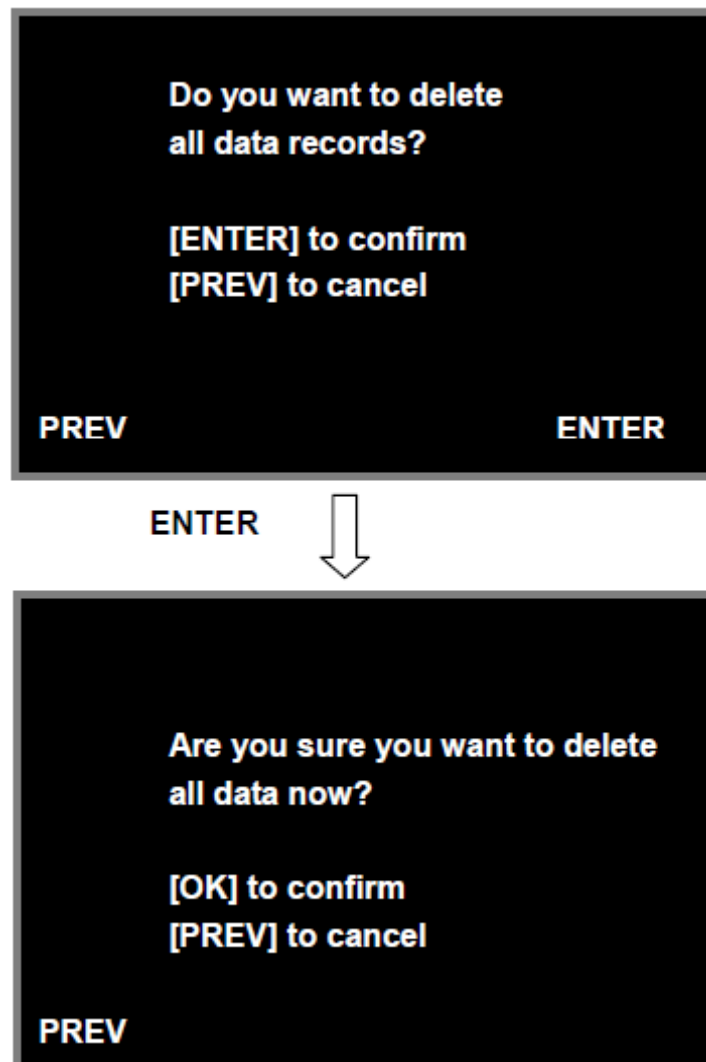 Do you want to delete
all data records?
[ENTER] to confirm
[PREV] to cancel
PREV ENTER
ENTER
Are you sure you want to delete
all data now?
[OK] to confirm
[PREV] to cancel
PREV